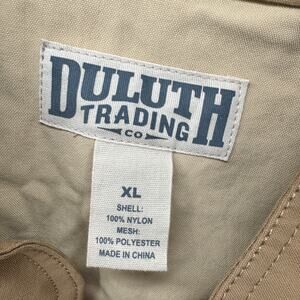 DULUTH
TRADING
CO
XL
SHELL:
100% NYLON
MESH:
100% POLYESTER
MADE IN CHINA